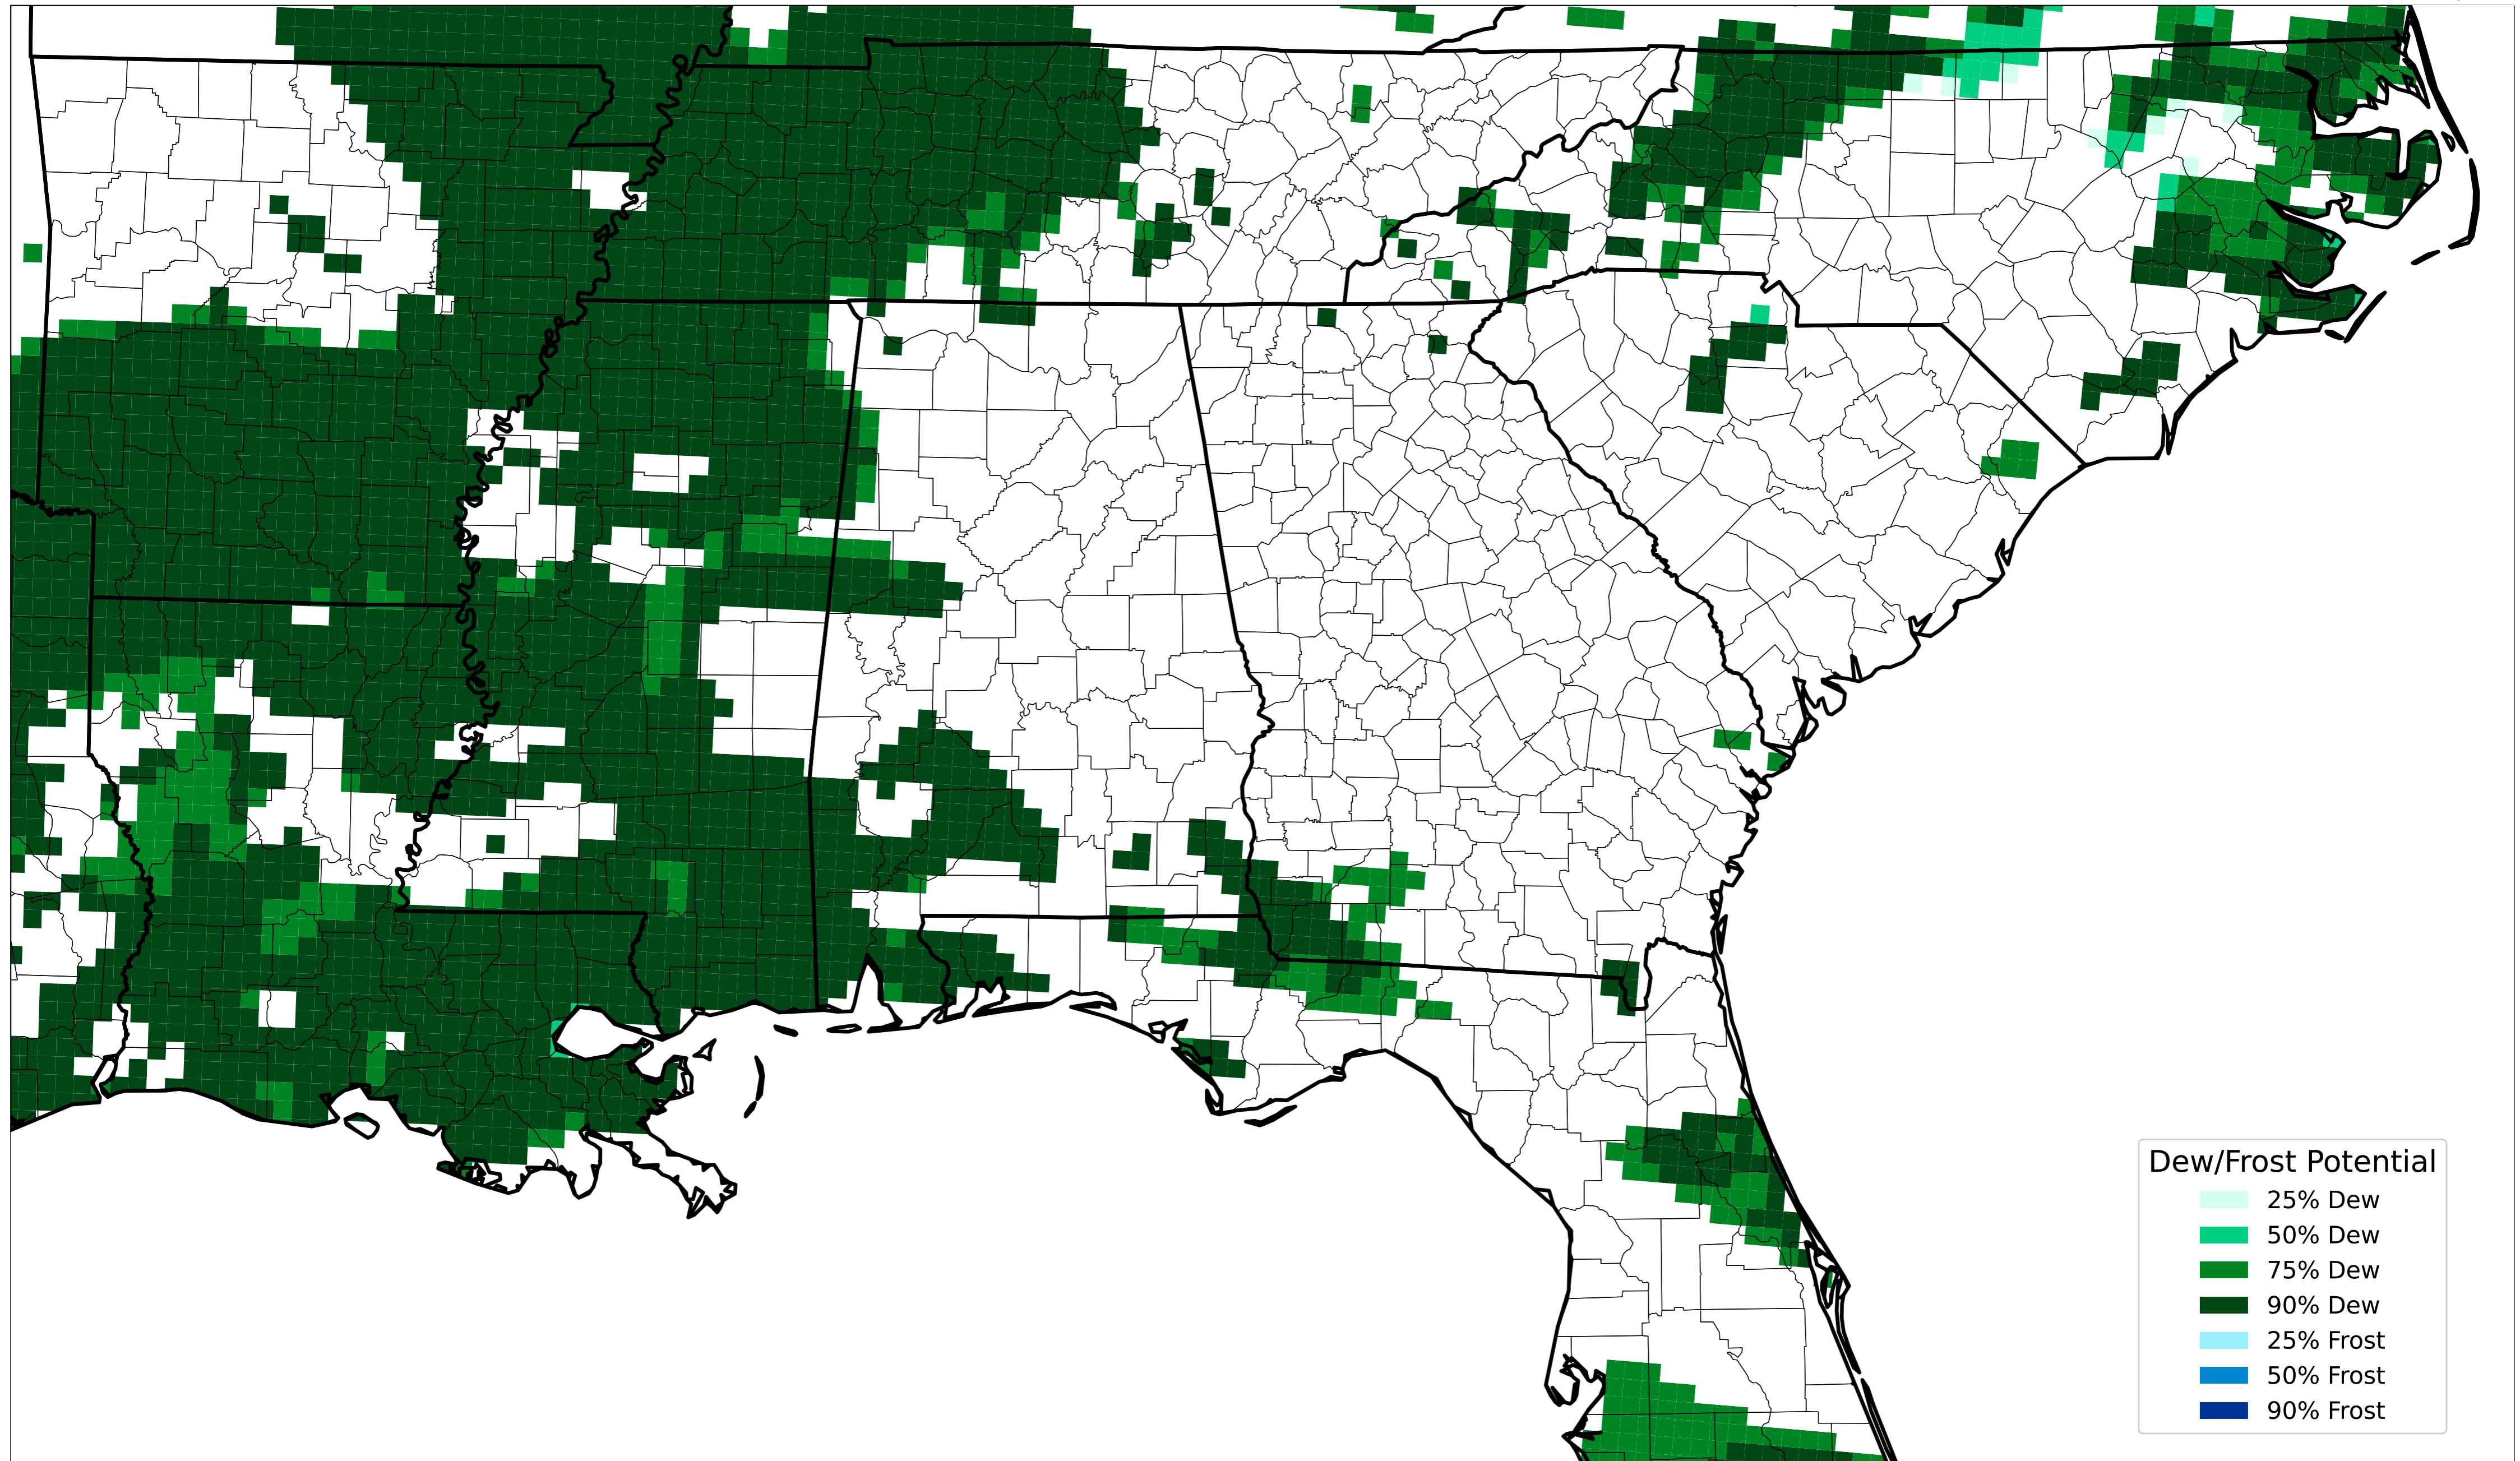 Dew/Frost Potential
25% Dew
50% Dew
75% Dew
90% Dew
25% Frost
50% Frost
90% Frost